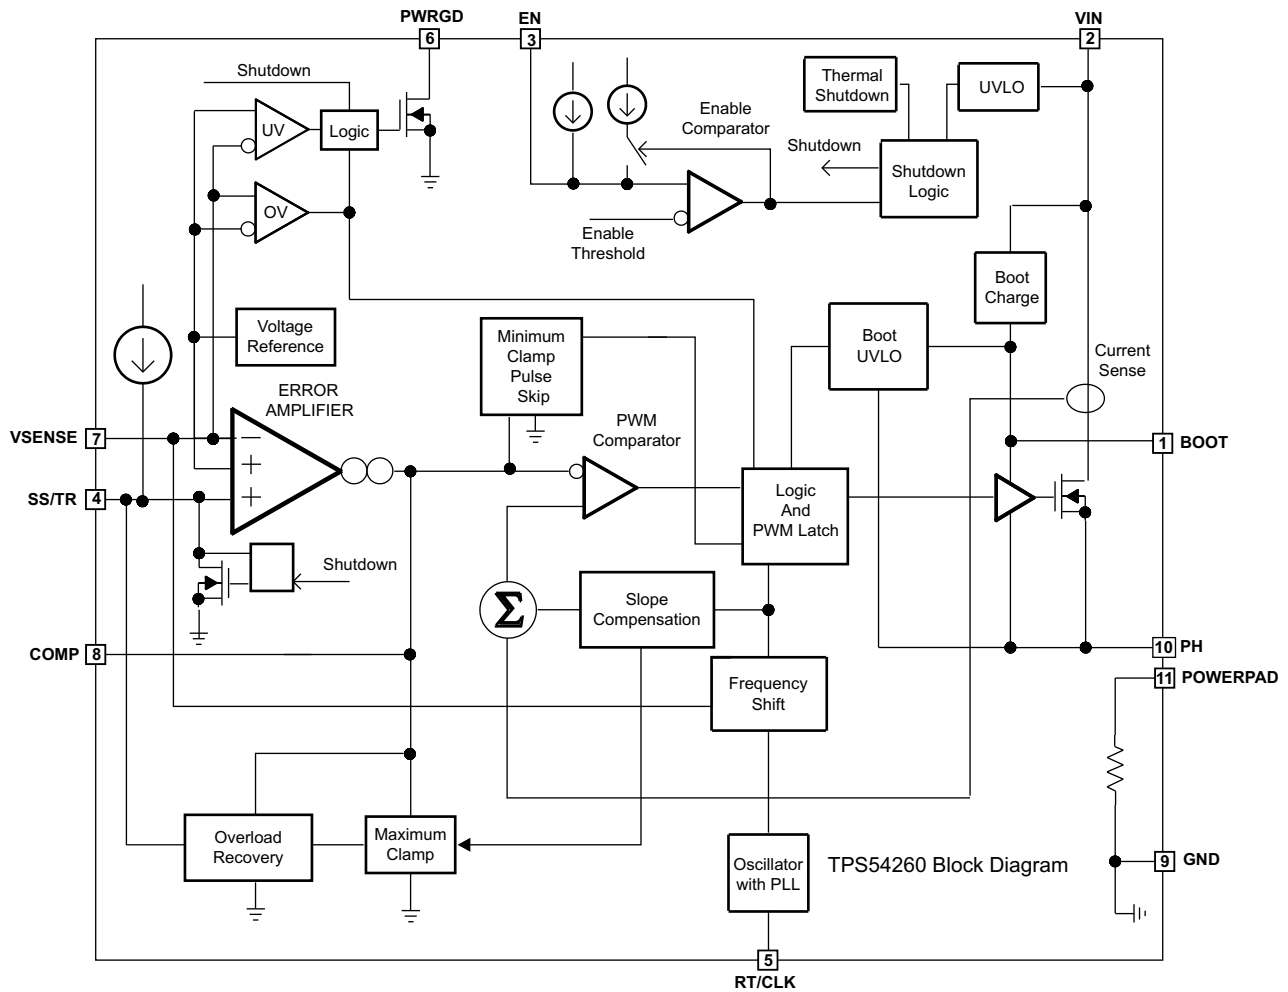 PWRGD
EN
VIN
6
3
2
Shutdown
Thermal
Shutdown
UVLO
Enable
Comparator
UV
Logic
Shutdown
Shutdown
Logic
OV
Enable
Threshold
Boot
Charge
Voltage
Reference
Minimum
Clamp
Pulse
Skip
Boot
UVLO
Current
Sense
ERROR
AMPLIFIER
PWM
Comparator
VSENSE
7
−
+
+
1
BOOT
SS/TR
4
Logic
And
PWM Latch
Shutdown
Σ
Slope
Compensation
COMP
8
10
PH
11
POWERPAD
Frequency
Shift
Overload
Recovery
Maximum
Clamp
Oscillator
with PLL
TPS54260 Block Diagram
9
GND
5
RT/CLK